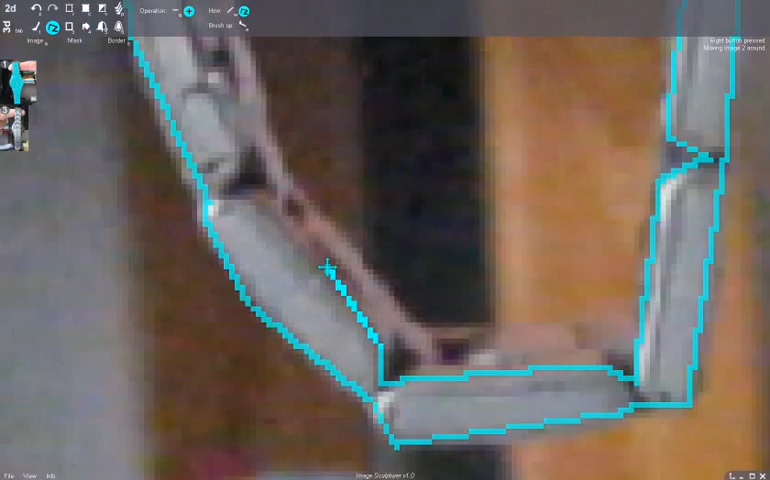 2d
Operation:
How:
3d
Brush up:
Image
Mask
Border
Right button pressed
Moving image 2 around
File View Info
Image Sculpturer v1.0